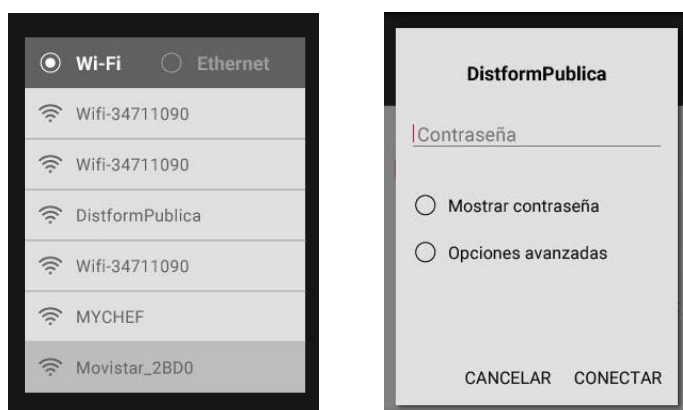 Wi-Fi Ethernet
Wifi-34711090
Wifi-34711090
DistformPublica
Wifi-34711090
MYCHEF
Movistar_2BD0
DistformPublica
Contraseña
Mostrar contraseña
Opciones avanzadas
CANCELAR CONECTAR